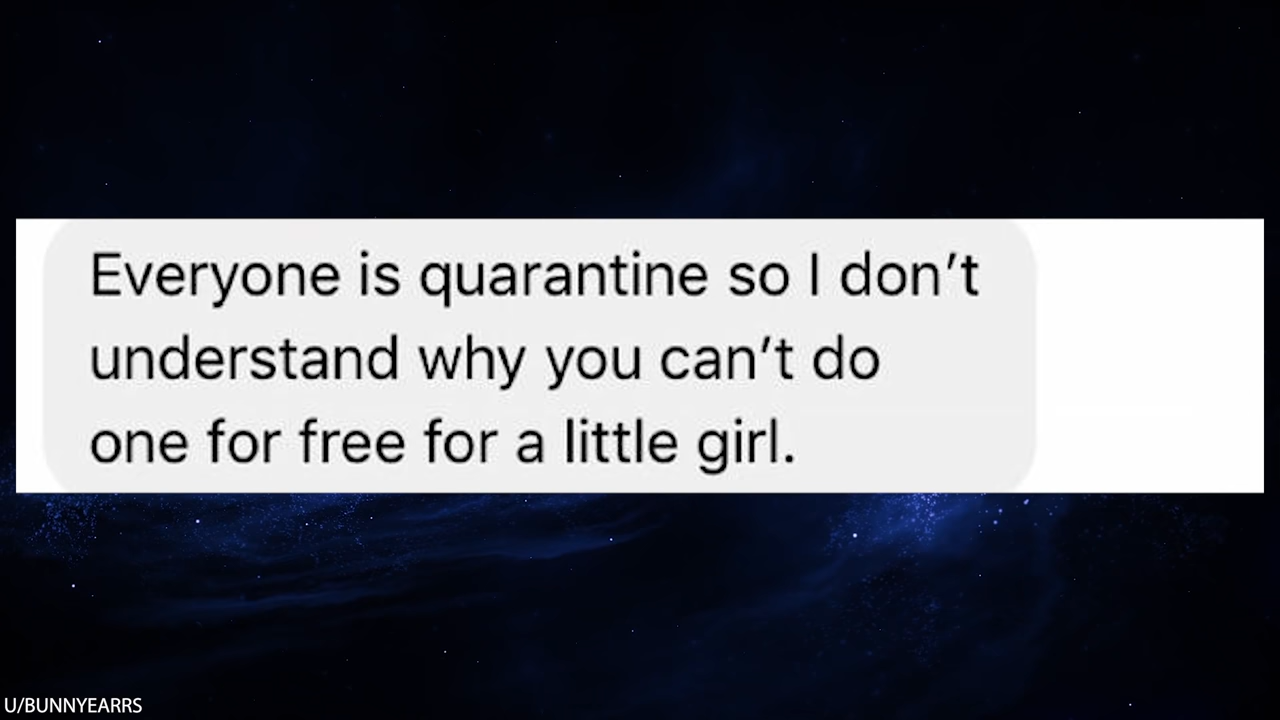 Everyone is quarantine so I don’t
understand why you can’t do
one for free for a little girl.
U/BUNNYEARRS